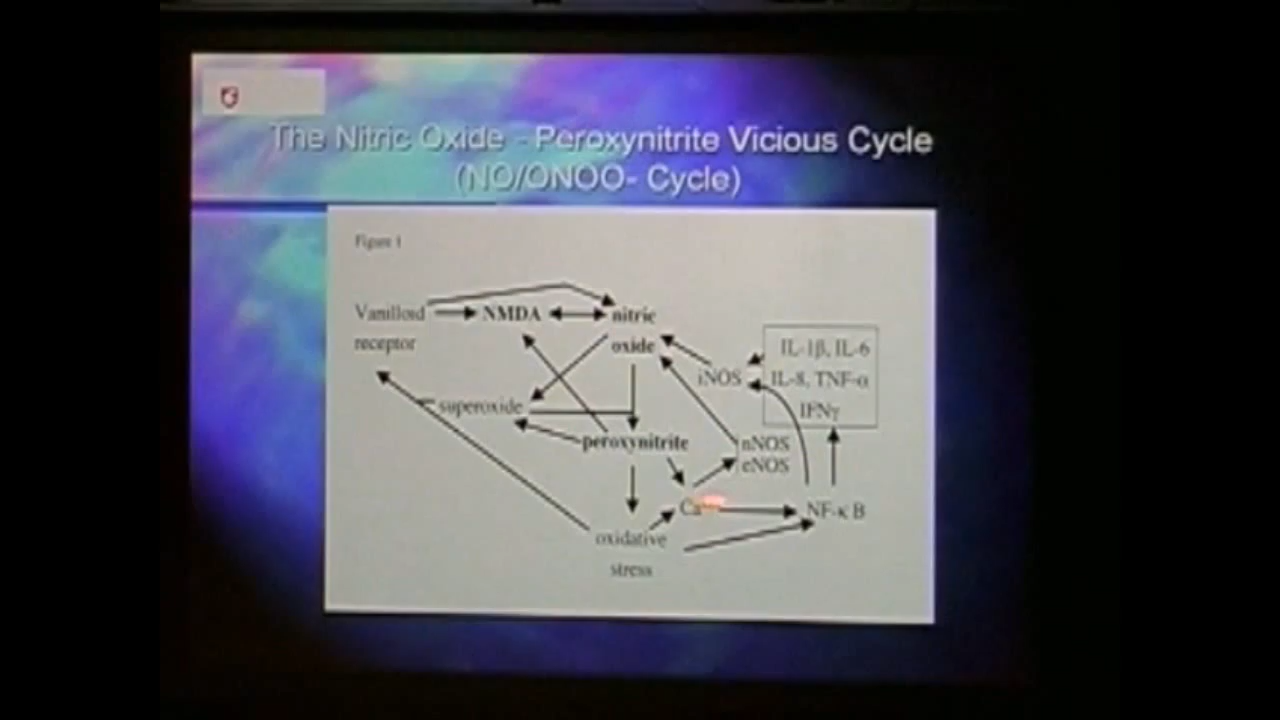 The Nitric Oxide - Peroxynitrite Vicious Cycle
(NO/ONOO- Cycle)
Figure 1
Vanilloid
receptor
NMDA
nitric
oxide
iNOS
IL-1β, IL-6
IL-8, TNF-α
IFNγ
superoxide
peroxynitrite
nNOS
eNOS
Ca
NF-κ B
oxidative
stress